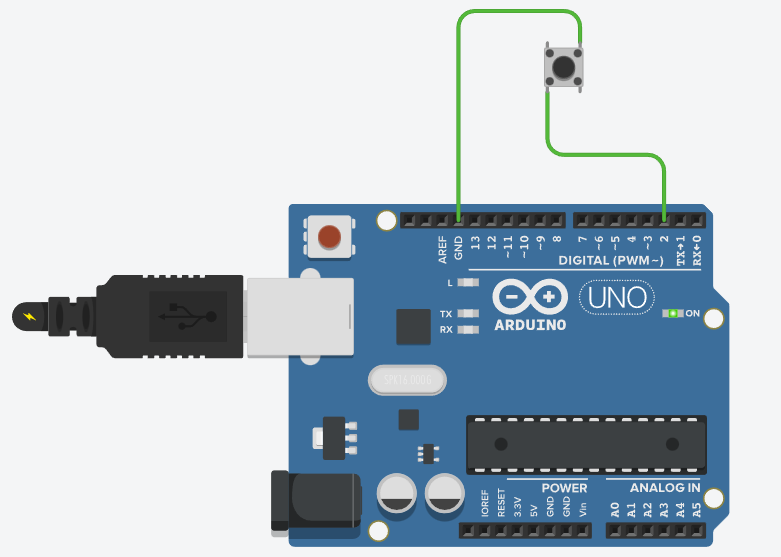 AREF
GND
13
12
~11
~10
~9
8
7
~6
~5
4
~3
2
TX→1
RX←0
DIGITAL (PWM~)
L
TX
RX
ARDUINO
UNO
ON
SPK16.000G
POWER
ANALOG IN
IOREF
RESET
3.3V
5V
GND
GND
Vin
A0
A1
A2
A3
A4
A5